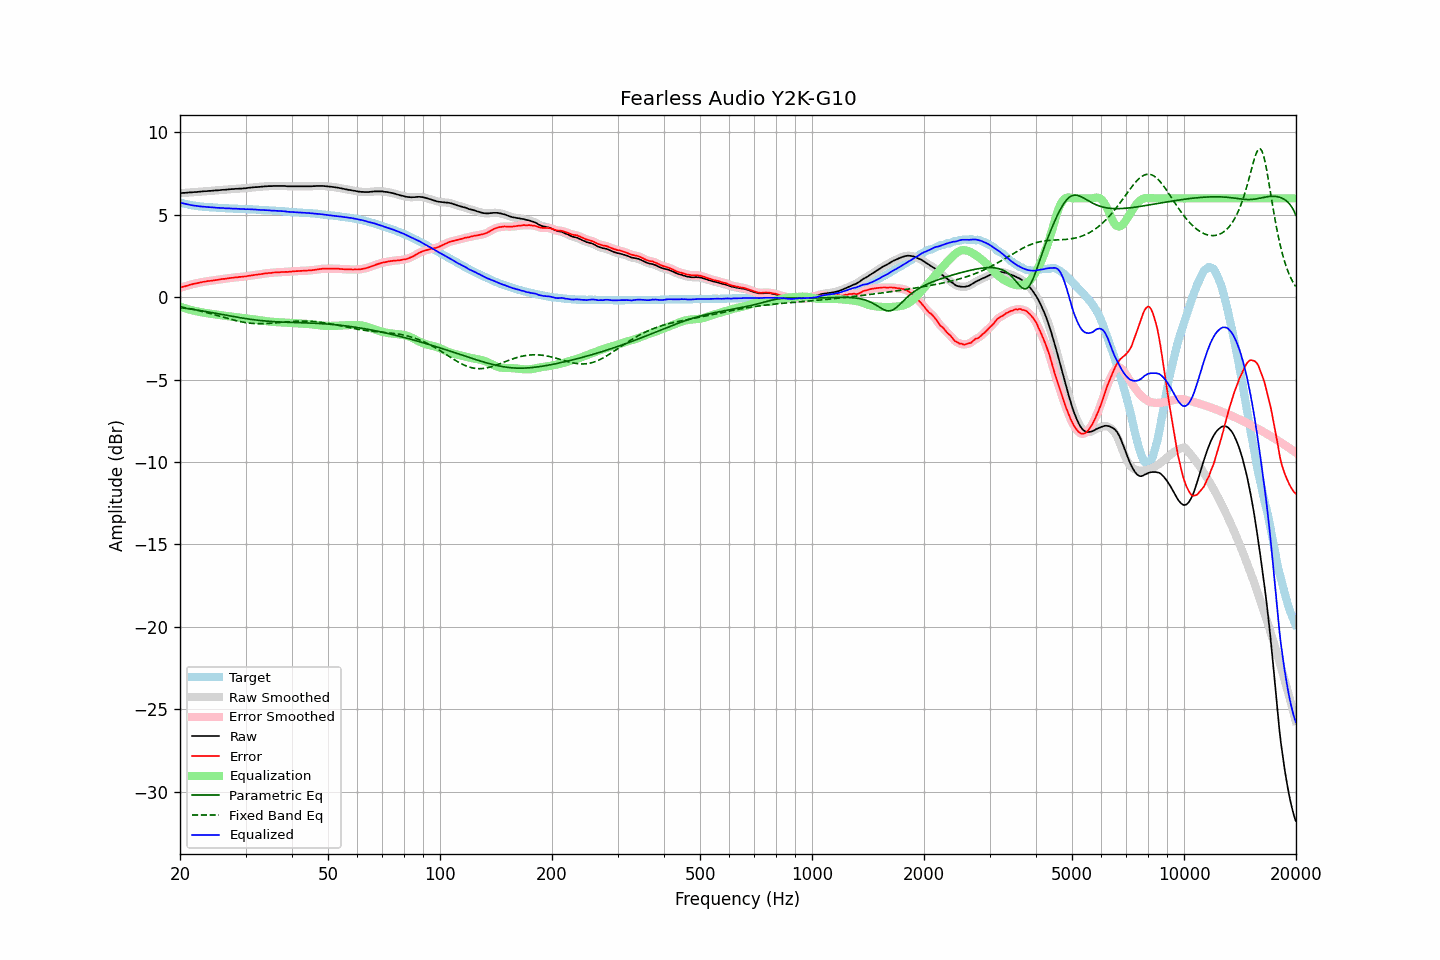 Fearless Audio Y2K-G10
10
5
0
−5
−10
−15
−20
−25
−30
Amplitude (dBr)
Target
Raw Smoothed
Error Smoothed
Raw
Error
Equalization
Parametric Eq
Fixed Band Eq
Equalized
20 50 100 200 500 1000 2000 5000 10000 20000
Frequency (Hz)